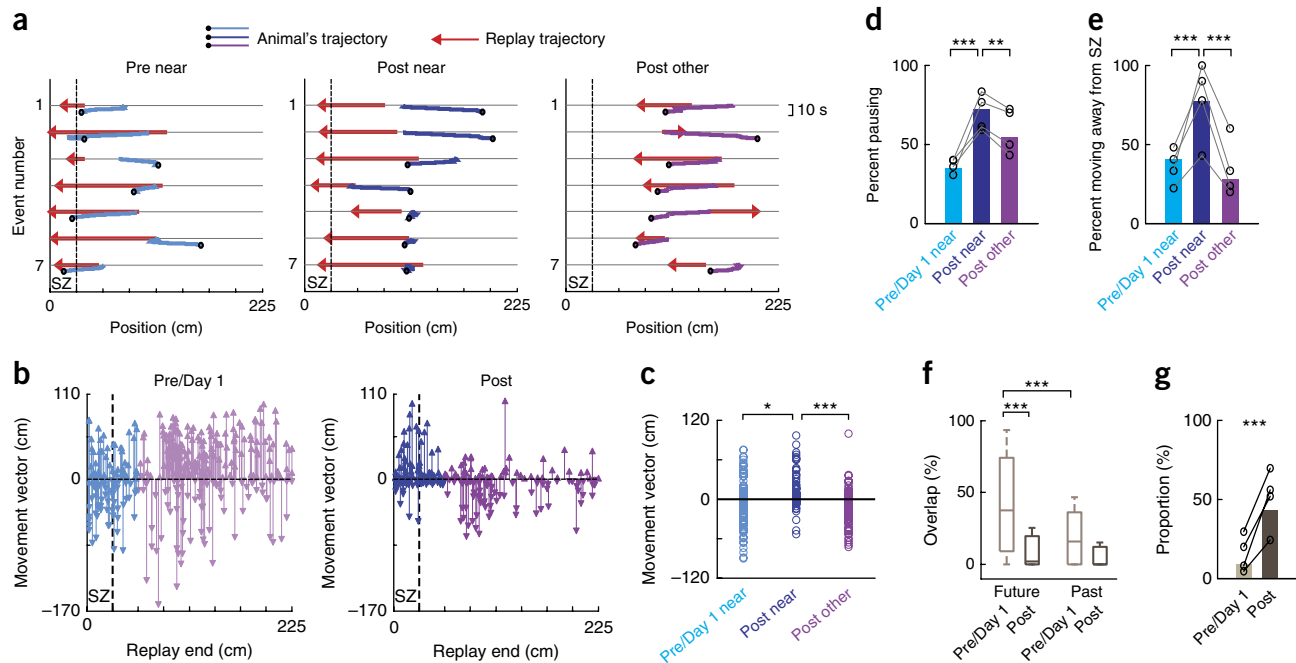 a
Animal's trajectory
Replay trajectory
Pre near
Post near
Post other
Event number
1
7
SZ
0
225
Position (cm)
1
7
SZ
0
225
Position (cm)
1
10 s
7
SZ
0
225
Position (cm)
b
Pre/Day 1
Movement vector (cm)
110
0
–170
SZ
0
225
Replay end (cm)
Post
Movement vector (cm)
110
0
–170
SZ
0
225
Replay end (cm)
c
Movement vector (cm)
120
0
–120
*
***
Pre/Day 1 near
Post near
Post other
d
Percent pausing
100
50
0
***
**
Pre/Day 1 near
Post near
Post other
e
Percent moving away from SZ
100
50
0
***
***
Pre/Day 1 near
Post near
Post other
f
Overlap (%)
100
50
0
***
***
Future
Past
Pre/Day 1
Post
Pre/Day 1
Post
g
Proportion (%)
100
50
0
***
Pre/Day 1
Post